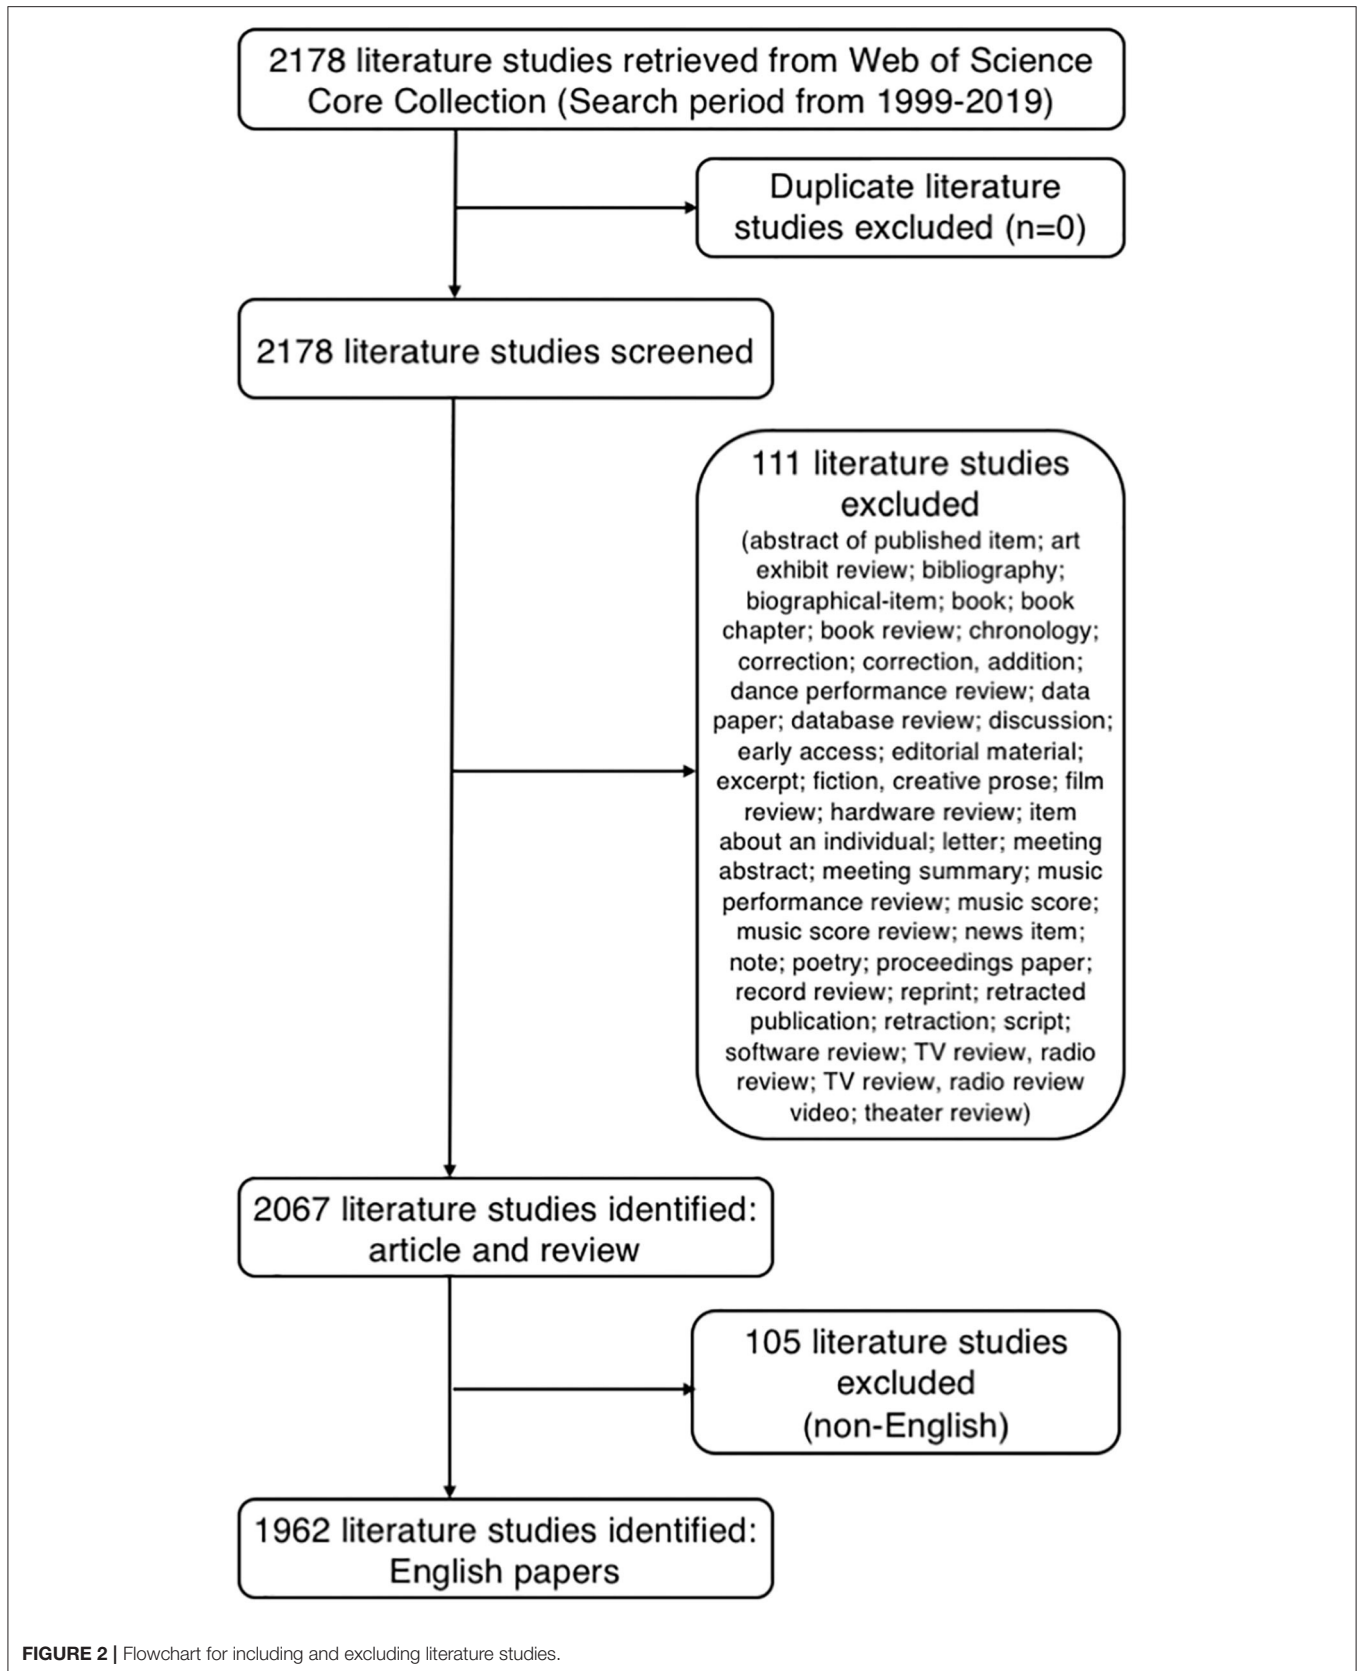 2178 literature studies retrieved from Web of Science
Core Collection (Search period from 1999-2019)
Duplicate literature
studies excluded (n=0)
2178 literature studies screened
111 literature studies
excluded
(abstract of published item; art
exhibit review; bibliography;
biographical-item; book; book
chapter; book review; chronology;
correction; correction, addition;
dance performance review; data
paper; database review; discussion;
early access; editorial material;
excerpt; fiction, creative prose; film
review; hardware review; item
about an individual; letter; meeting
abstract; meeting summary; music
performance review; music score;
music score review; news item;
note; poetry; proceedings paper;
record review; reprint; retracted
publication; retraction; script;
software review; TV review, radio
review; TV review, radio review
video; theater review)
2067 literature studies identified:
article and review
105 literature studies
excluded
(non-English)
1962 literature studies identified:
English papers
FIGURE 2 | Flowchart for including and excluding literature studies.